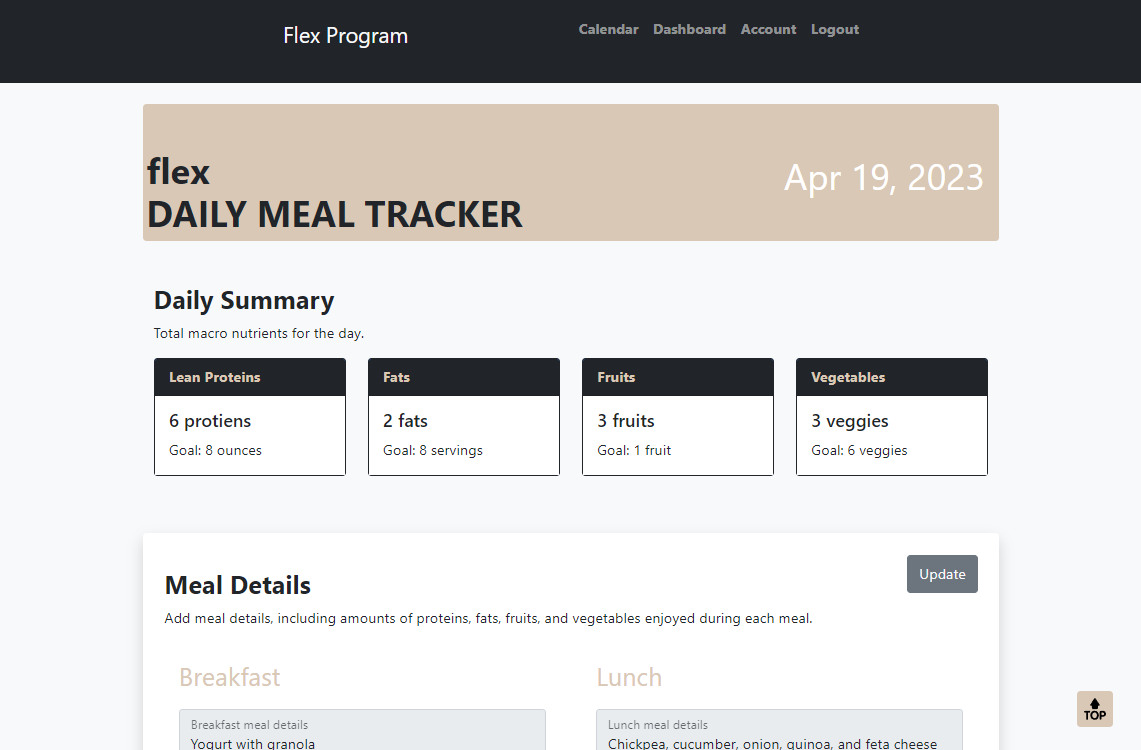 Flex Program
Calendar Dashboard Account Logout
flex
DAILY MEAL TRACKER
Apr 19, 2023
Daily Summary
Total macro nutrients for the day.
Lean Proteins
6 protiens
Goal: 8 ounces
Fats
2 fats
Goal: 8 servings
Fruits
3 fruits
Goal: 1 fruit
Vegetables
3 veggies
Goal: 6 veggies
Meal Details
Update
Add meal details, including amounts of proteins, fats, fruits, and vegetables enjoyed during each meal.
Breakfast
Breakfast meal details
Yogurt with granola
Lunch
Lunch meal details
Chickpea, cucumber, onion, quinoa, and feta cheese
TOP